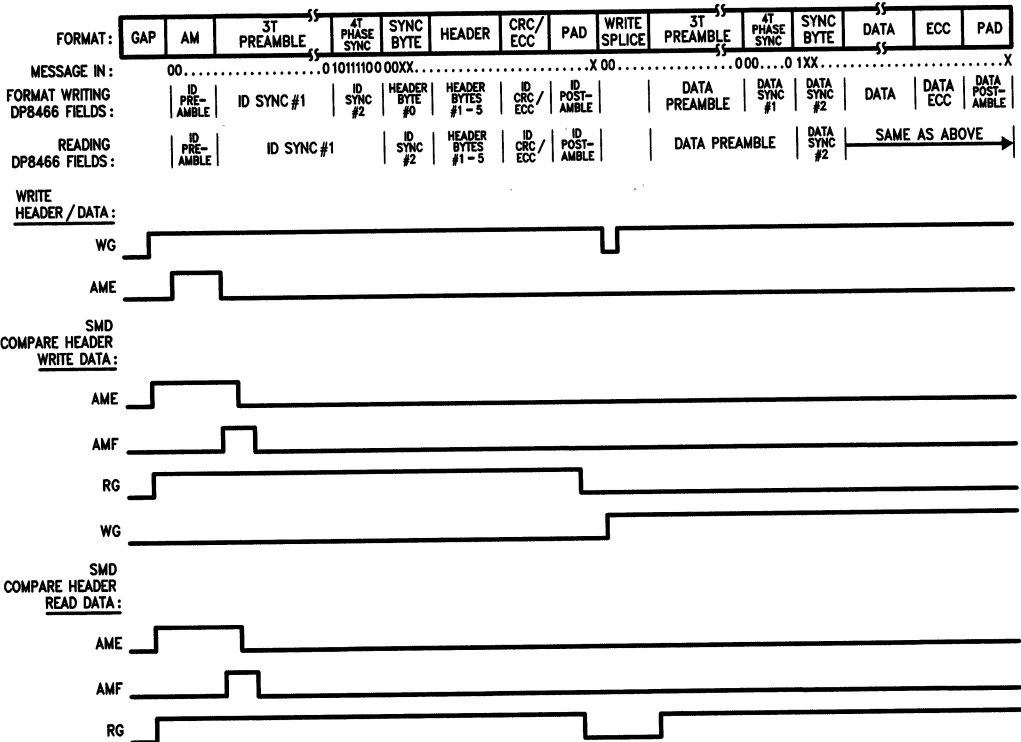 FORMAT: GAP AM 3T PREAMBLE 4T PHASE SYNC SYNC BYTE HEADER CRC/ECC PAD WRITE SPLICE 3T PREAMBLE 4T PHASE SYNC SYNC BYTE DATA ECC PAD
MESSAGE IN: 00..................010111100 00XX........................X 00..................000....0 1XX..........................X
FORMAT WRITING DP8466 FIELDS: ID PRE-AMBLE ID SYNC #1 ID SYNC #2 HEADER BYTE #0 HEADER BYTES #1-5 ID CRC/ECC ID POST-AMBLE DATA PREAMBLE DATA SYNC #1 DATA SYNC #2 DATA DATA ECC DATA POST-AMBLE
READING DP8466 FIELDS: ID PRE-AMBLE ID SYNC #1 ID SYNC #2 HEADER BYTES #1-5 ID CRC/ECC ID POST-AMBLE DATA PREAMBLE DATA SYNC #2 SAME AS ABOVE
WRITE
HEADER/DATA:
WG
AME
SMD
COMPARE HEADER
WRITE DATA:
AME
AMF
RG
WG
SMD
COMPARE HEADER
READ DATA:
AME
AMF
RG